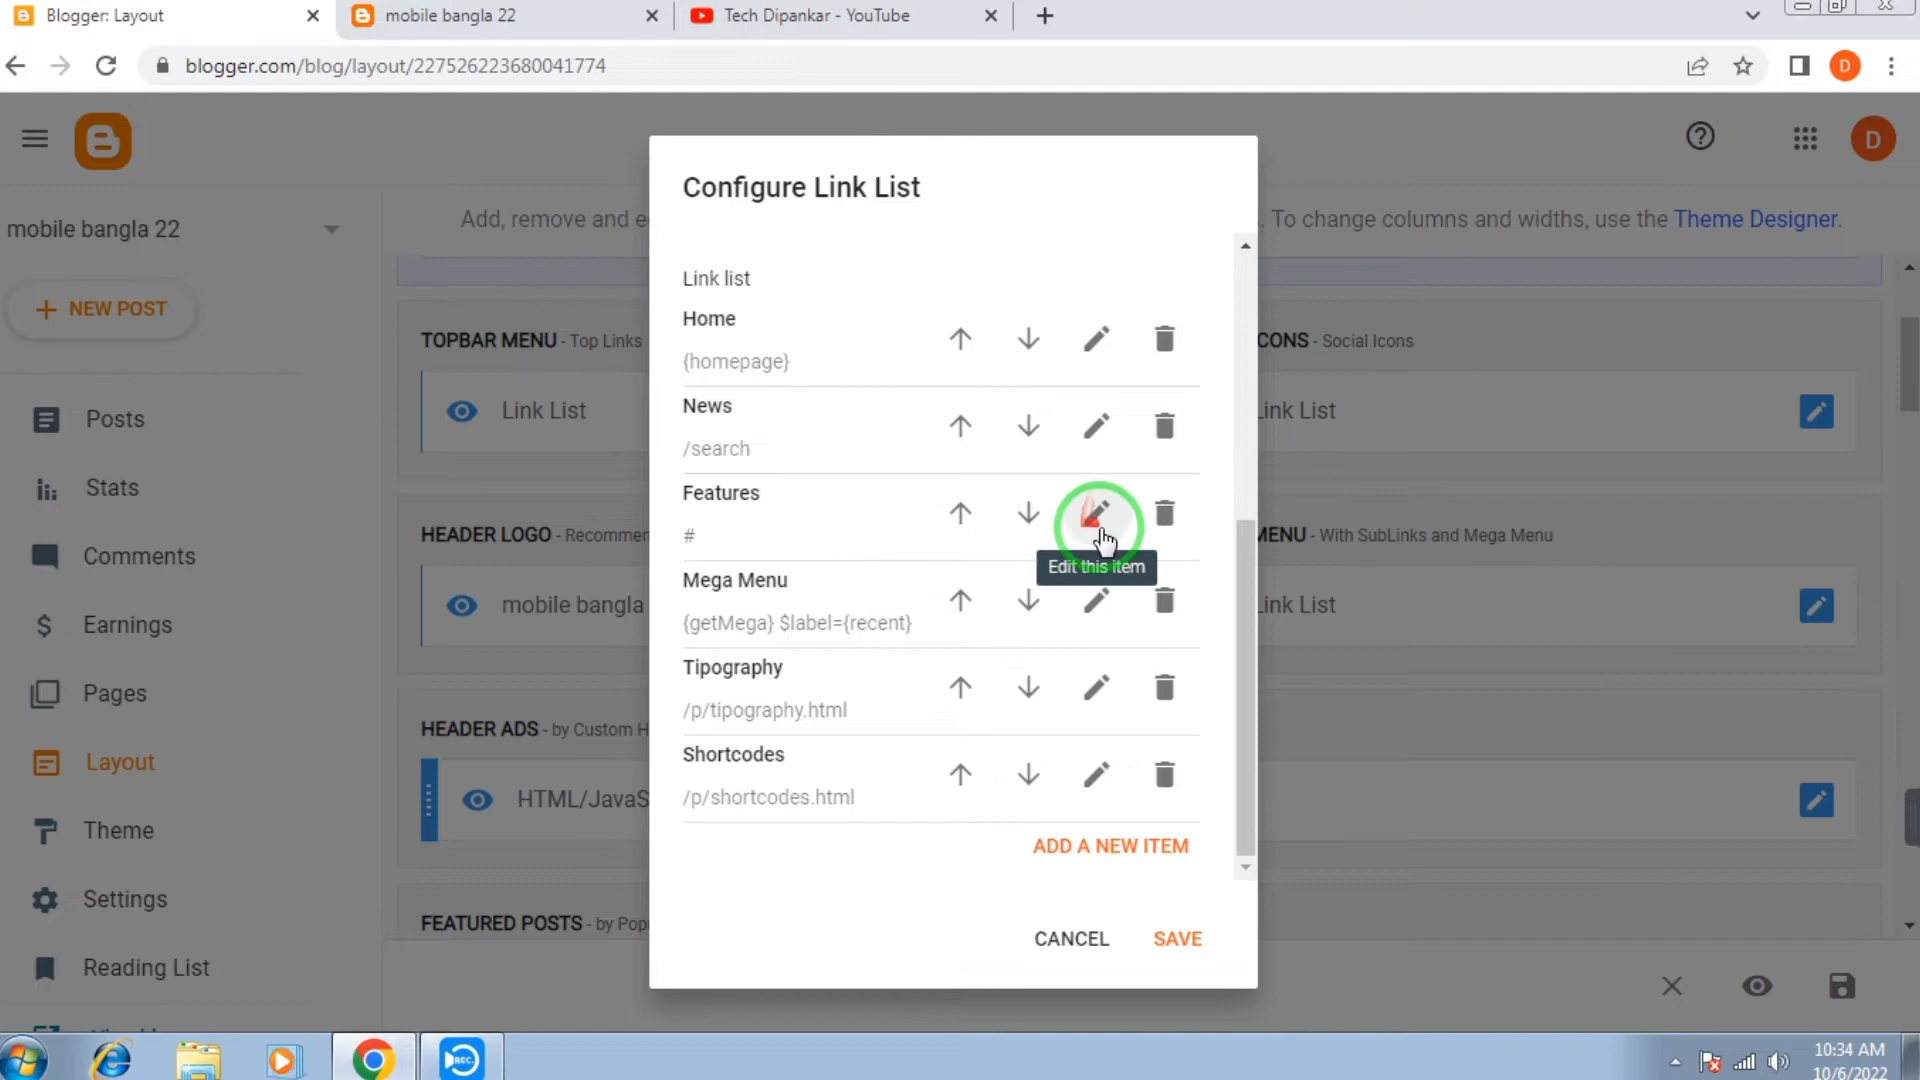 Blogger: Layout
mobile bangla 22
Tech Dipankar - YouTube
blogger.com/blog/layout/227526223680041774
D
D
mobile bangla 22
NEW POST
Posts
Stats
Comments
Earnings
Pages
Layout
Theme
Settings
Reading List
Add, remove and e
. To change columns and widths, use the Theme Designer.
TOPBAR MENU - Top Links
CONS - Social Icons
Link List
Link List
HEADER LOGO - Recommen
MENU - With SubLinks and Mega Menu
mobile bangla
Link List
HEADER ADS - by Custom H
HTML/JavaS
FEATURED POSTS - by Pop
Configure Link List
Link list
Home
{homepage}
News
/search
Features
#
Edit this item
Mega Menu
{getMega} $label={recent}
Tipography
/p/tipography.html
Shortcodes
/p/shortcodes.html
ADD A NEW ITEM
CANCEL
SAVE
REC
10:34 AM
10/6/2022